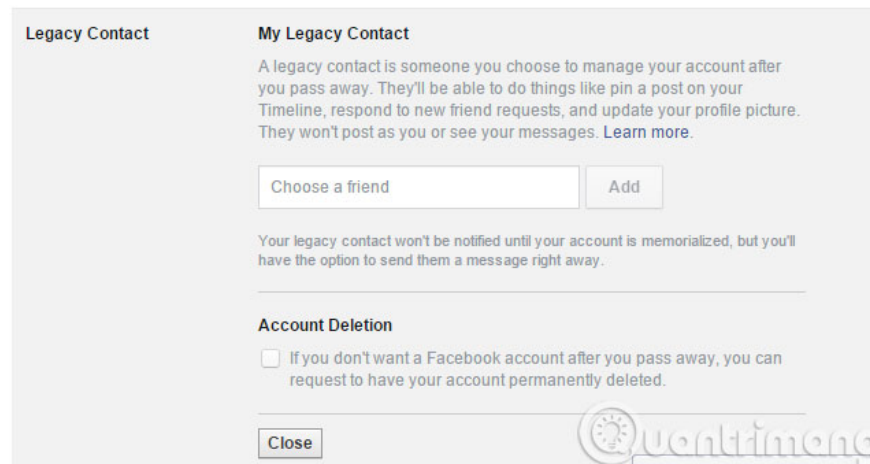 Legacy Contact
My Legacy Contact
A legacy contact is someone you choose to manage your account after
you pass away. They'll be able to do things like pin a post on your
Timeline, respond to new friend requests, and update your profile picture.
They won't post as you or see your messages. Learn more.
Choose a friend
Add
Your legacy contact won't be notified until your account is memorialized, but you'll
have the option to send them a message right away.
Account Deletion
If you don't want a Facebook account after you pass away, you can
request to have your account permanently deleted.
Close
Quantrimang